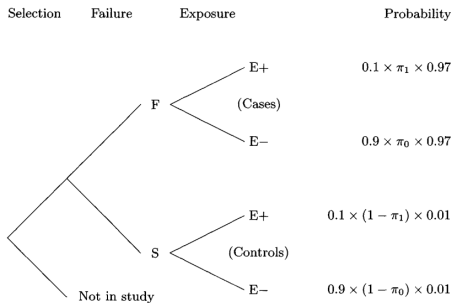 Selection Failure Exposure Probability
E+ 0.1 × π₁ × 0.97
F (Cases)
E− 0.9 × π₀ × 0.97
E+ 0.1 × (1 − π₁) × 0.01
S (Controls)
E− 0.9 × (1 − π₀) × 0.01
Not in study